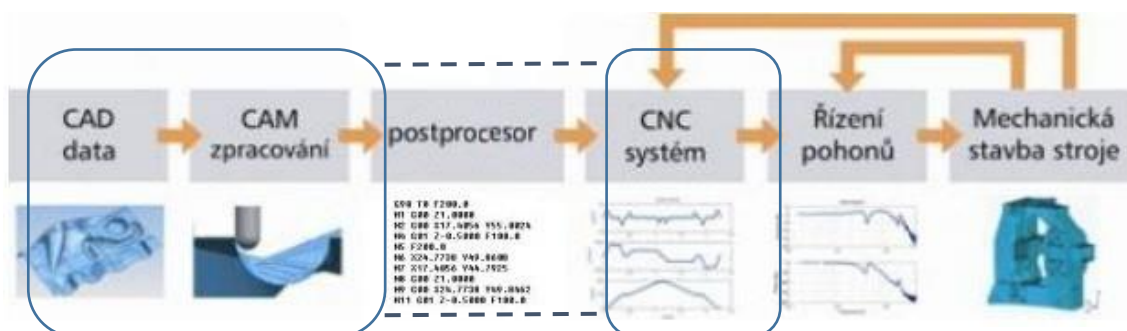 CAD
data
CAM
zpracování
postprocesor
CNC
systém
Řízení
pohonů
Mechanická
stavba stroje
G90 T0 F200.0
N1 G00 Z1.0000
N2 G00 X17.4056 Y55.0024
N4 G01 Z-0.5000 F100.0
N5 F200.0
N6 X24.7730 Y49.0600
N7 X17.4056 Y44.7925
N8 G00 Z1.0000
N9 G00 X24.7730 Y49.8462
N11 G01 Z-0.5000 F100.0